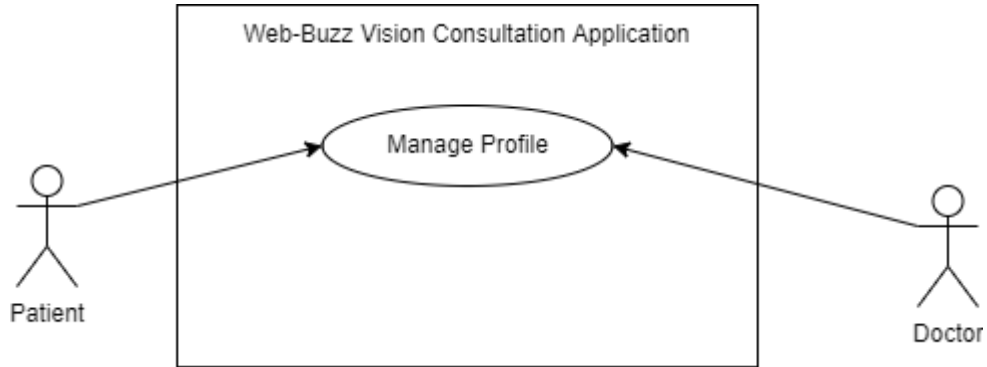 Web-Buzz Vision Consultation Application
Manage Profile
Patient
Doctor